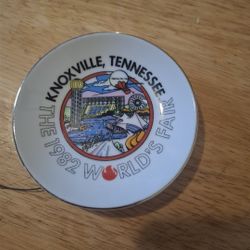 KNOXVILLE, TENNESSEE
THE 1982 WORLD'S FAIR